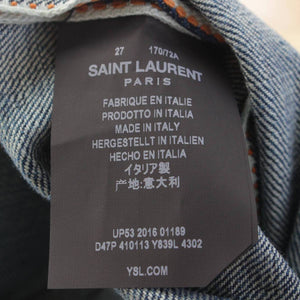 27 170/72A
SAINT LAURENT
PARIS
FABRIQUE EN ITALIE
PRODOTTO IN ITALIA
MADE IN ITALY
HERGESTELLT IN ITALIEN
HECHO EN ITALIA
イタリア製
产地:意大利
UP53 2016 01189
D47P 410113 Y839L 4302
YSL.COM